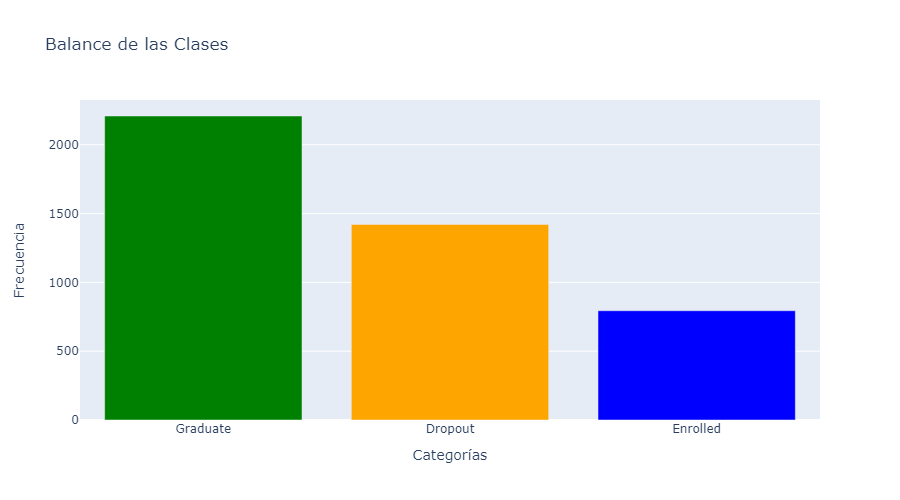 Balance de las Clases
Frecuencia
2000
1500
1000
500
0
Graduate
Dropout
Enrolled
Categorías